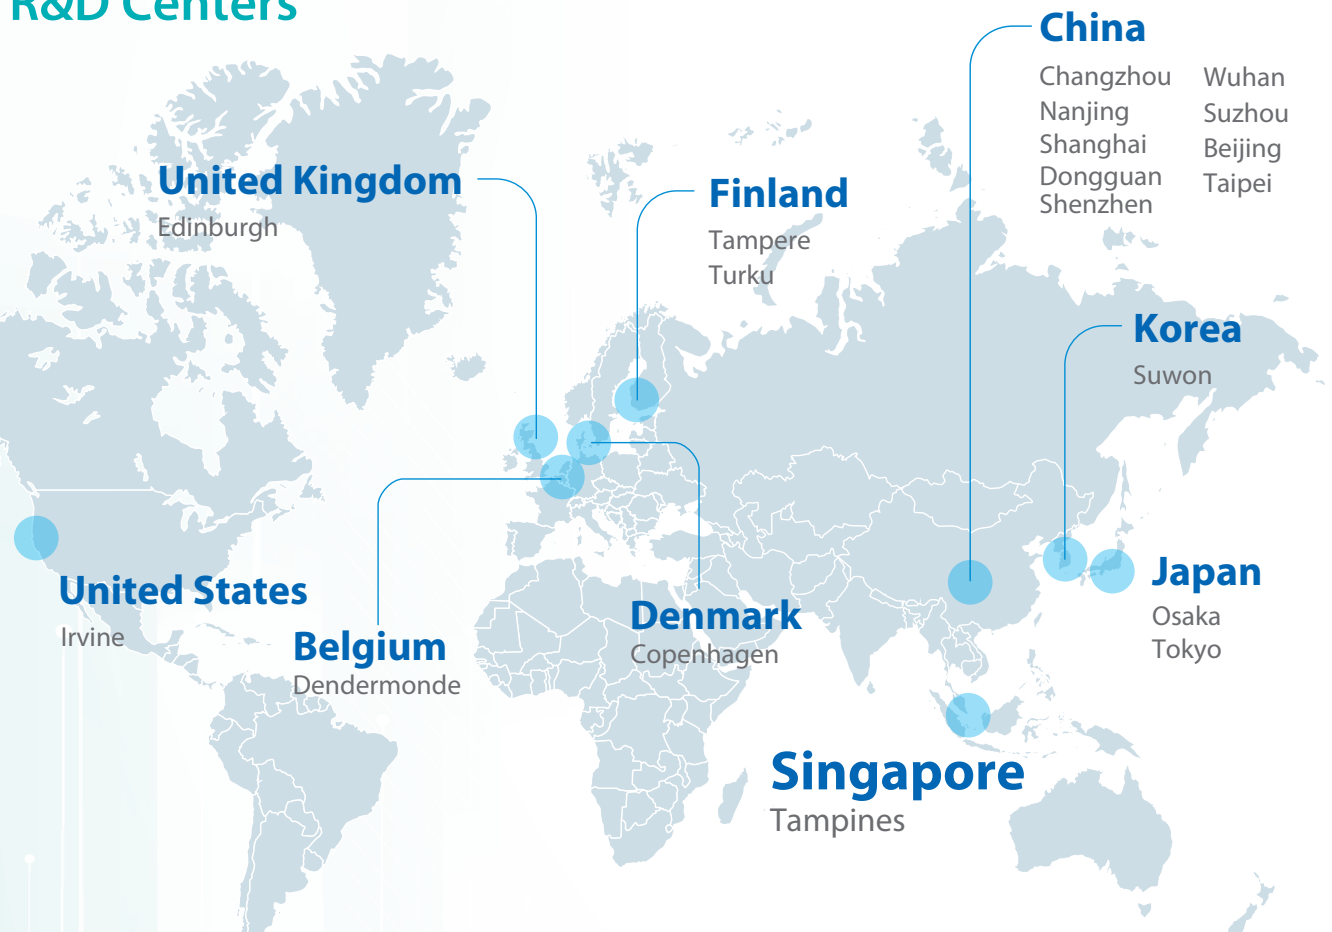 R&D Centers
China
Changzhou
Nanjing
Shanghai
Dongguan
Shenzhen
Wuhan
Suzhou
Beijing
Taipei
United Kingdom
Edinburgh
Finland
Tampere
Turku
Korea
Suwon
Japan
Osaka
Tokyo
United States
Irvine
Belgium
Dendermonde
Denmark
Copenhagen
Singapore
Tampines